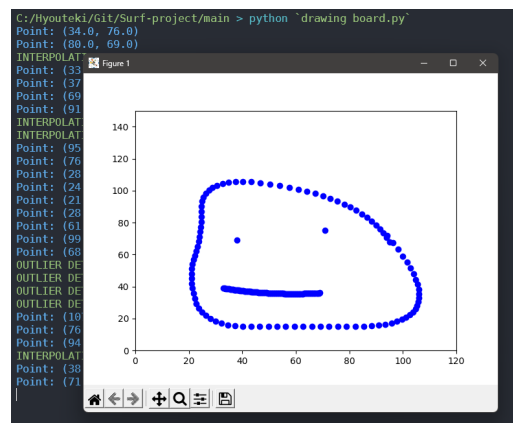 C:/Hyouteki/Git/Surf-project/main > python `drawing board.py`
Point: (34.0, 76.0)
Point: (80.0, 69.0)
INTERPOLAT
Figure 1
Point: (33
Point: (37
Point: (69
Point: (91
INTERPOLAT
INTERPOLAT
Point: (95
Point: (76
Point: (28
Point: (24
Point: (21
Point: (28
Point: (61
Point: (99
Point: (68
OUTLIER DE
OUTLIER DE
OUTLIER DE
OUTLIER DE
Point: (10
Point: (76
Point: (94
INTERPOLAT
Point: (38
Point: (71
140
120
100
80
60
40
20
0
0 20 40 60 80 100 120